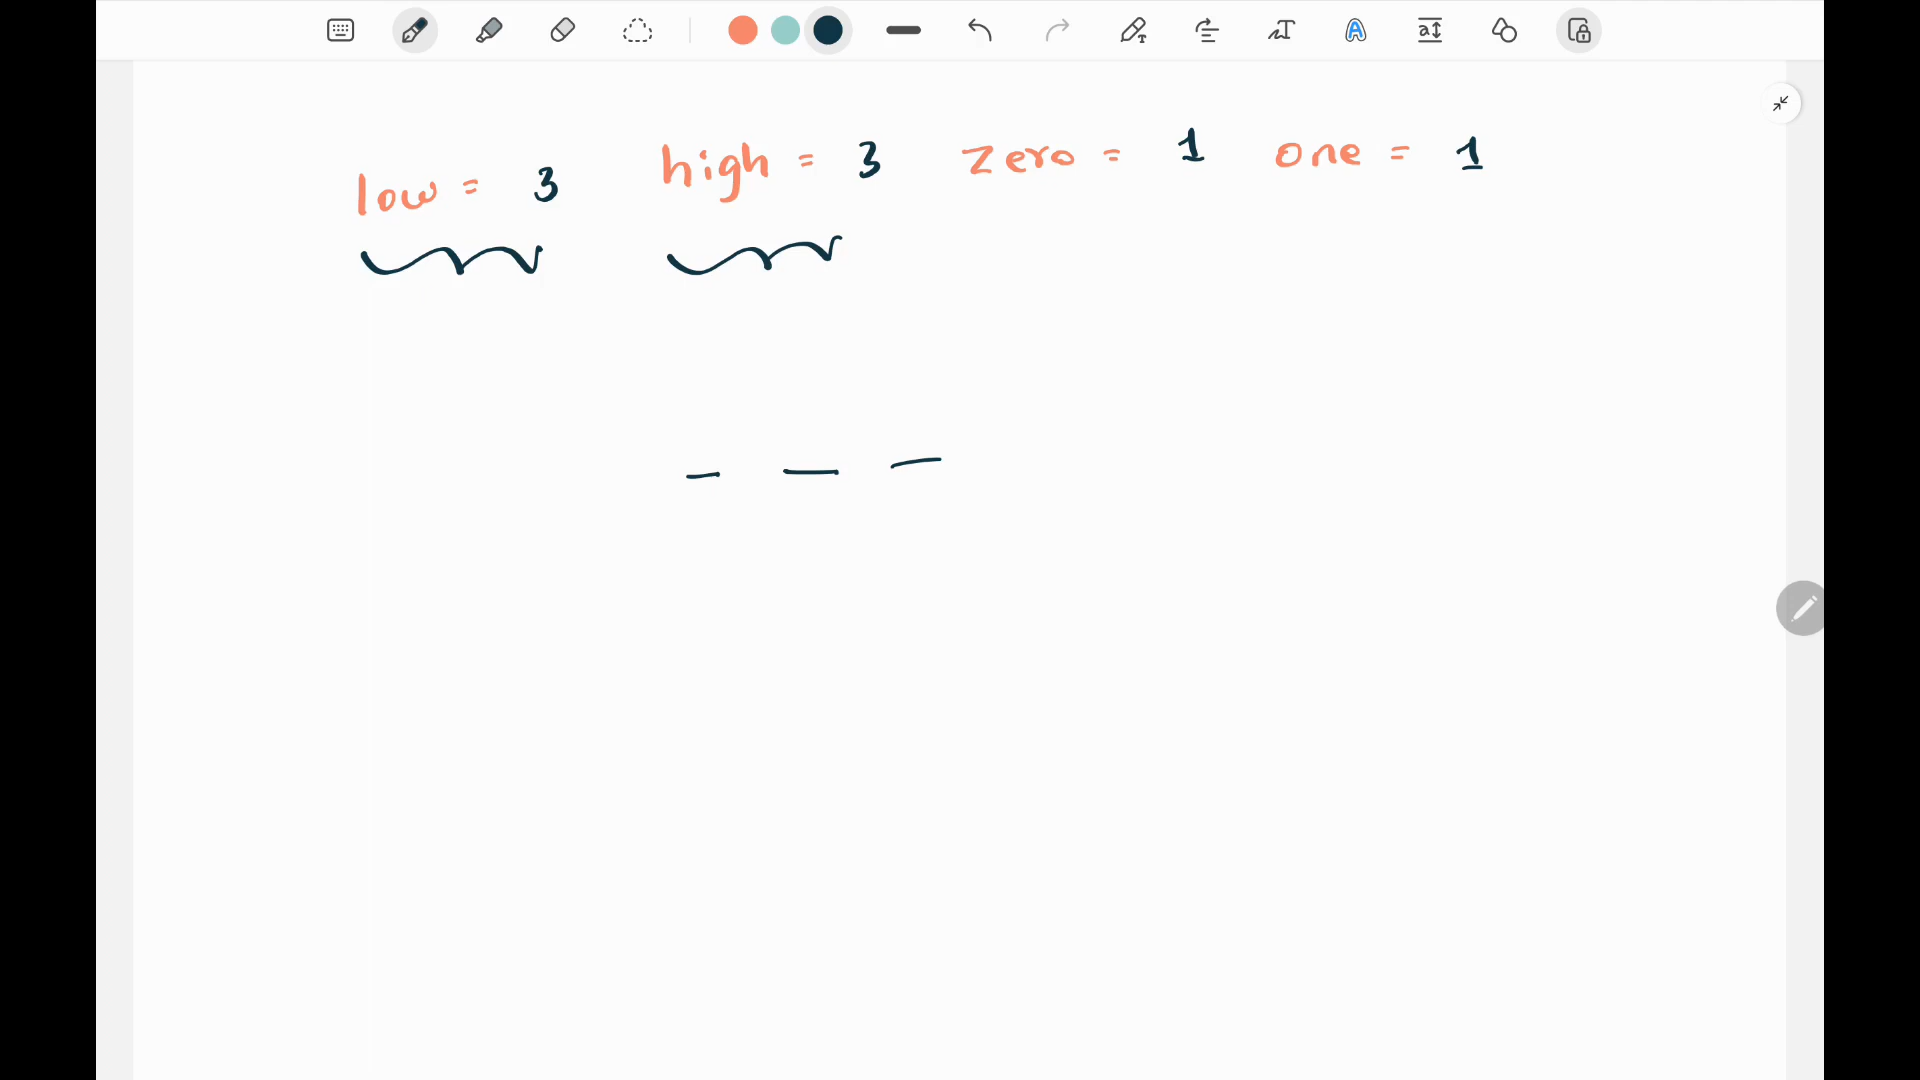 low = 3 high = 3 zero = 1 one = 1